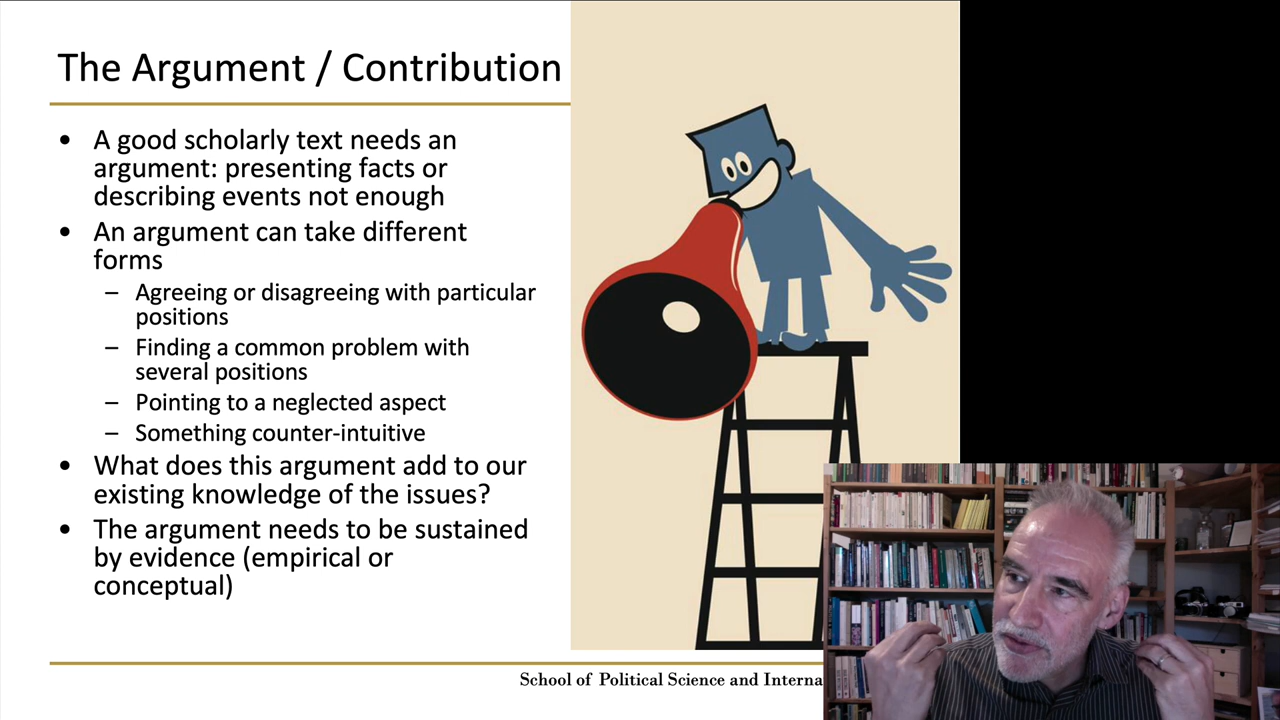 The Argument / Contribution
• A good scholarly text needs an
argument: presenting facts or
describing events not enough
• An argument can take different
forms
– Agreeing or disagreeing with particular
positions
– Finding a common problem with
several positions
– Pointing to a neglected aspect
– Something counter-intuitive
• What does this argument add to our
existing knowledge of the issues?
• The argument needs to be sustained
by evidence (empirical or
conceptual)
School of Political Science and Interna